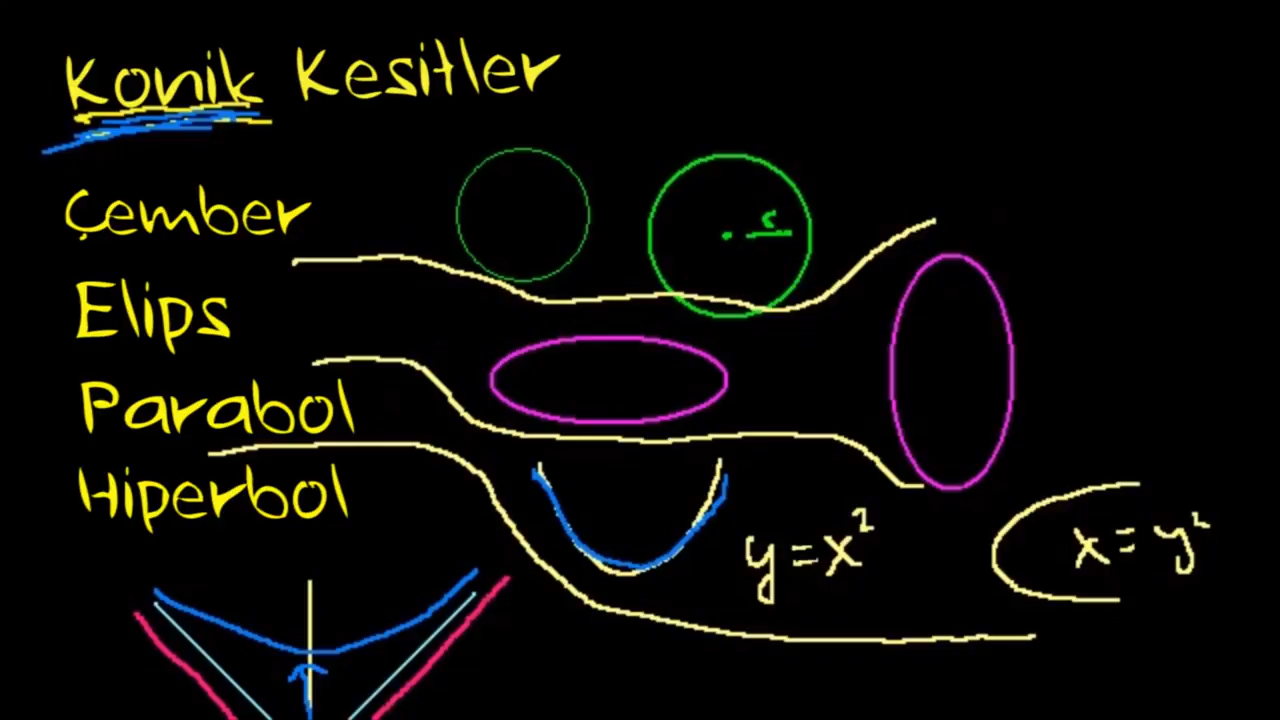 Konik Kesitler
Çember
r
Elips
Parabol
Hiperbol
y = x²
x = y²